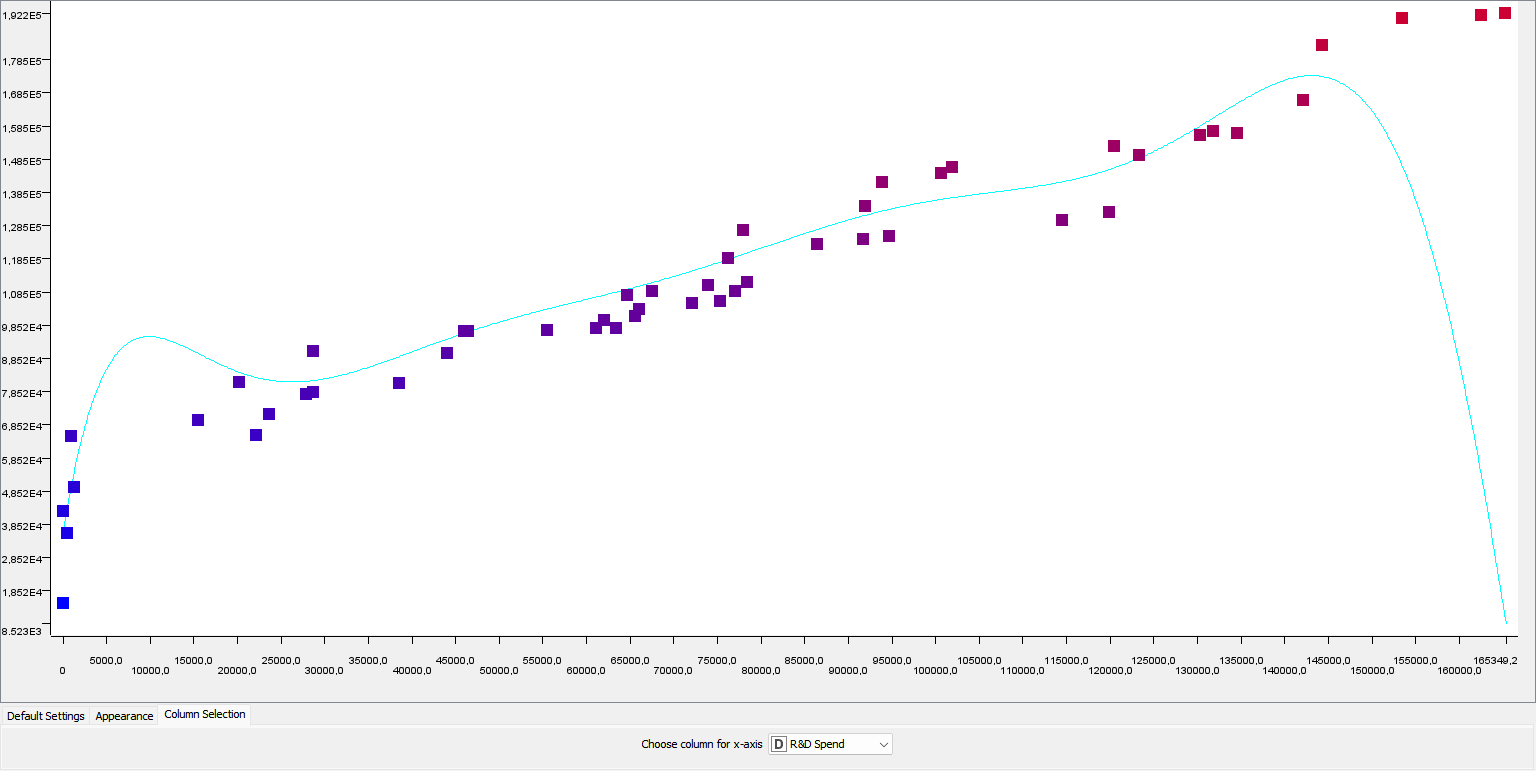 1,922E5
1,785E5
1,685E5
1,585E5
1,485E5
1,385E5
1,285E5
1,185E5
1,085E5
9,852E4
8,852E4
7,852E4
6,852E4
5,852E4
4,852E4
3,852E4
2,852E4
1,852E4
8.523E3
5000,0 15000,0 25000,0 35000,0 45000,0 55000,0 65000,0 75000,0 85000,0 95000,0 105000,0 115000,0 125000,0 135000,0 145000,0 155000,0 165349,2
0 10000,0 20000,0 30000,0 40000,0 50000,0 60000,0 70000,0 80000,0 90000,0 100000,0 110000,0 120000,0 130000,0 140000,0 150000,0 160000,0
Default Settings Appearance Column Selection
Choose column for x-axis D R&D Spend